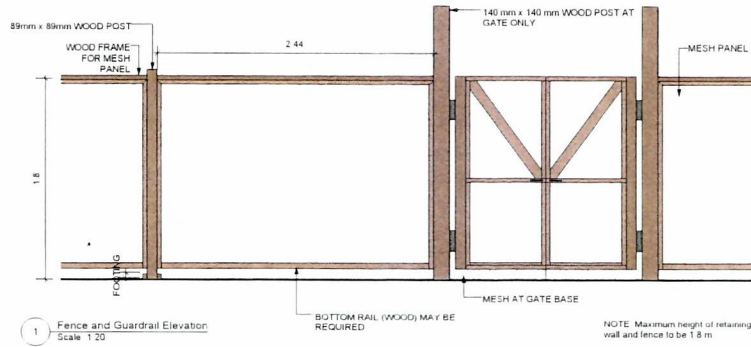 89mm x 89mm WOOD POST
WOOD FRAME
FOR MESH
PANEL
2.44
140 mm x 140 mm WOOD POST AT
GATE ONLY
MESH PANEL
1.8
FOOTING
MESH AT GATE BASE
BOTTOM RAIL (WOOD) MAY BE
REQUIRED
1
Fence and Guardrail Elevation
Scale 1:20
NOTE Maximum height of retaining
wall and fence to be 1.8 m